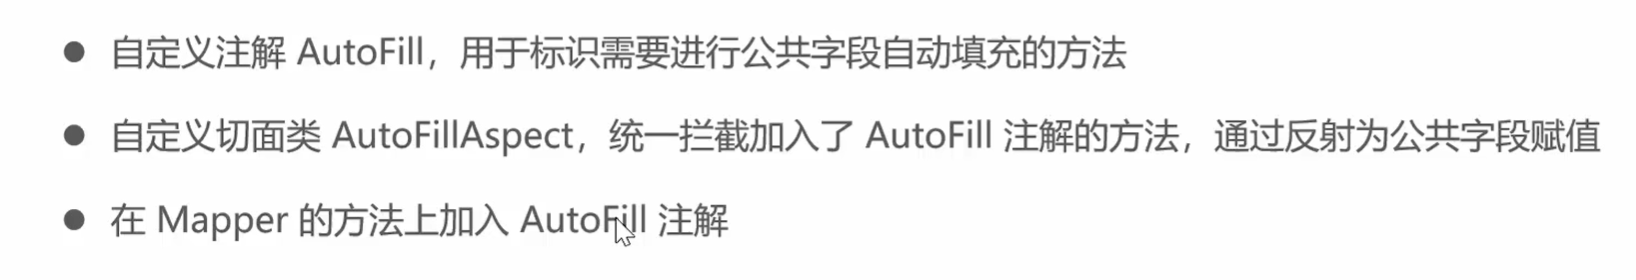 ● 自定义注解 AutoFill，用于标识需要进行公共字段自动填充的方法
● 自定义切面类 AutoFillAspect，统一拦截加入了 AutoFill 注解的方法，通过反射为公共字段赋值
● 在 Mapper 的方法上加入 AutoFill 注解